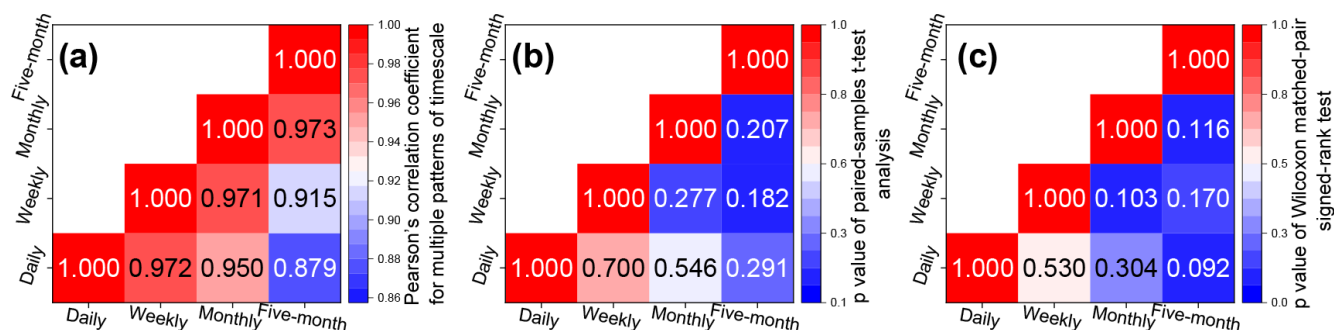 (a)
Five-month
Monthly
Weekly
Daily
1.000
1.000 0.973
1.000 0.971 0.915
1.000 0.972 0.950 0.879
Daily Weekly Monthly Five-month
1.00
0.98
0.96
0.94
0.92
0.90
0.88
0.86
Pearson's correlation coefficient
for multiple patterns of timescale
(b)
1.000
1.000 0.207
1.000 0.277 0.182
1.000 0.700 0.546 0.291
Daily Weekly Monthly Five-month
1.0
0.8
0.6
0.4
0.3
0.1
p value of paired-samples t-test
analysis
(c)
Five-month
Monthly
Weekly
Daily
1.000
1.000 0.116
1.000 0.103 0.170
1.000 0.530 0.304 0.092
Daily Weekly Monthly Five-month
1.0
0.8
0.6
0.5
0.3
0.2
0.0
p value of Wilcoxon matched-pair
signed-rank test